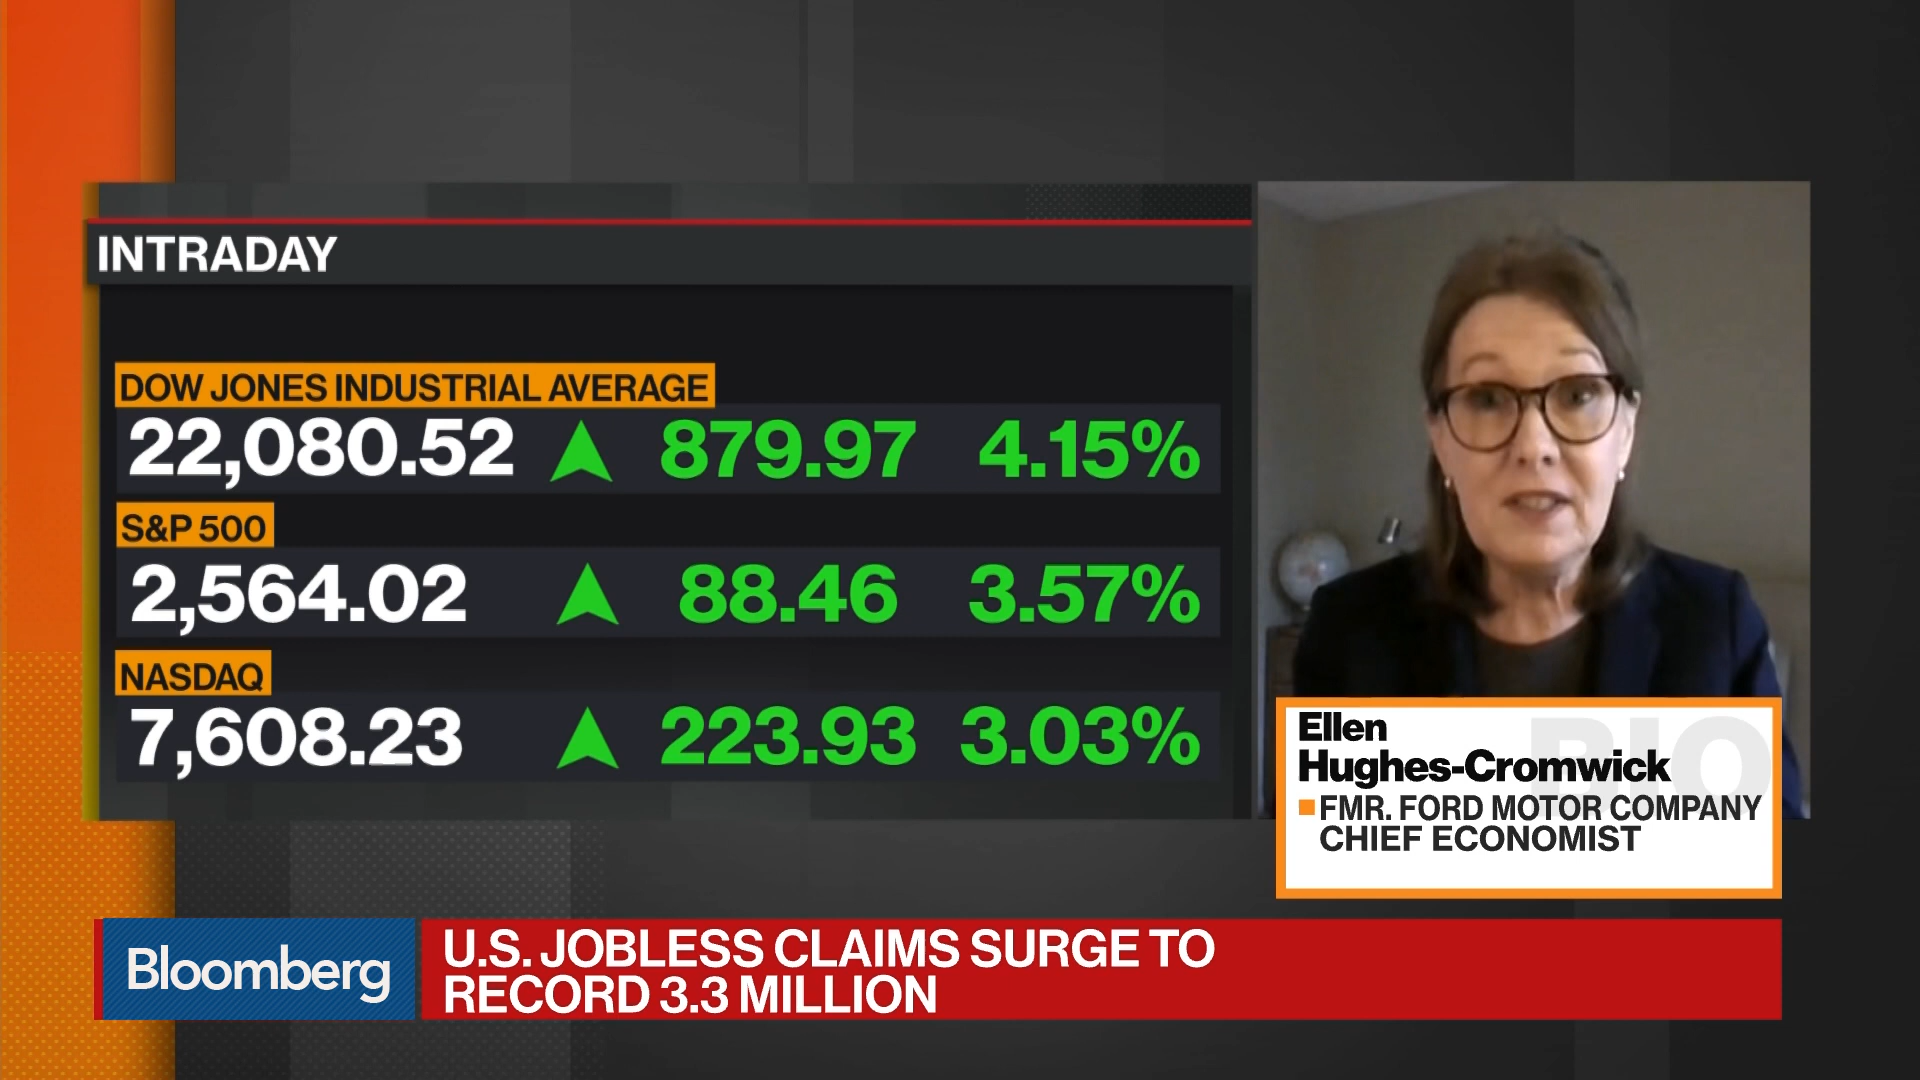 INTRADAY
DOW JONES INDUSTRIAL AVERAGE
22,080.52 ▲ 879.97 4.15%
S&P 500
2,564.02 ▲ 88.46 3.57%
NASDAQ
7,608.23 ▲ 223.93 3.03%
BIO
Ellen
Hughes-Cromwick
FMR. FORD MOTOR COMPANY
CHIEF ECONOMIST
Bloomberg
U.S. JOBLESS CLAIMS SURGE TO
RECORD 3.3 MILLION